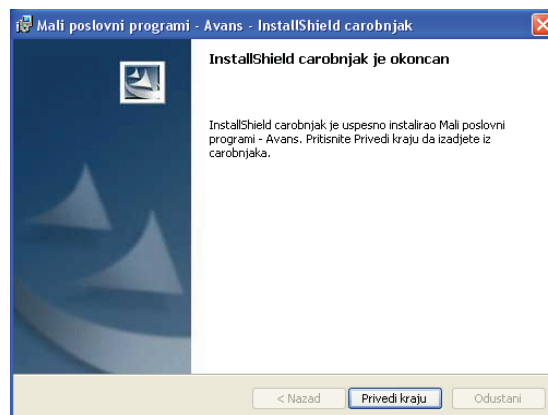 Mali poslovni programi - Avans - InstallShield carobnjak
InstallShield carobnjak je okoncan
InstallShield carobnjak je uspesno instalirao Mali poslovni
programi - Avans. Pritisnite Privedi kraju da izadjete iz
carobnjaka.
< Nazad Privedi kraju Odustani